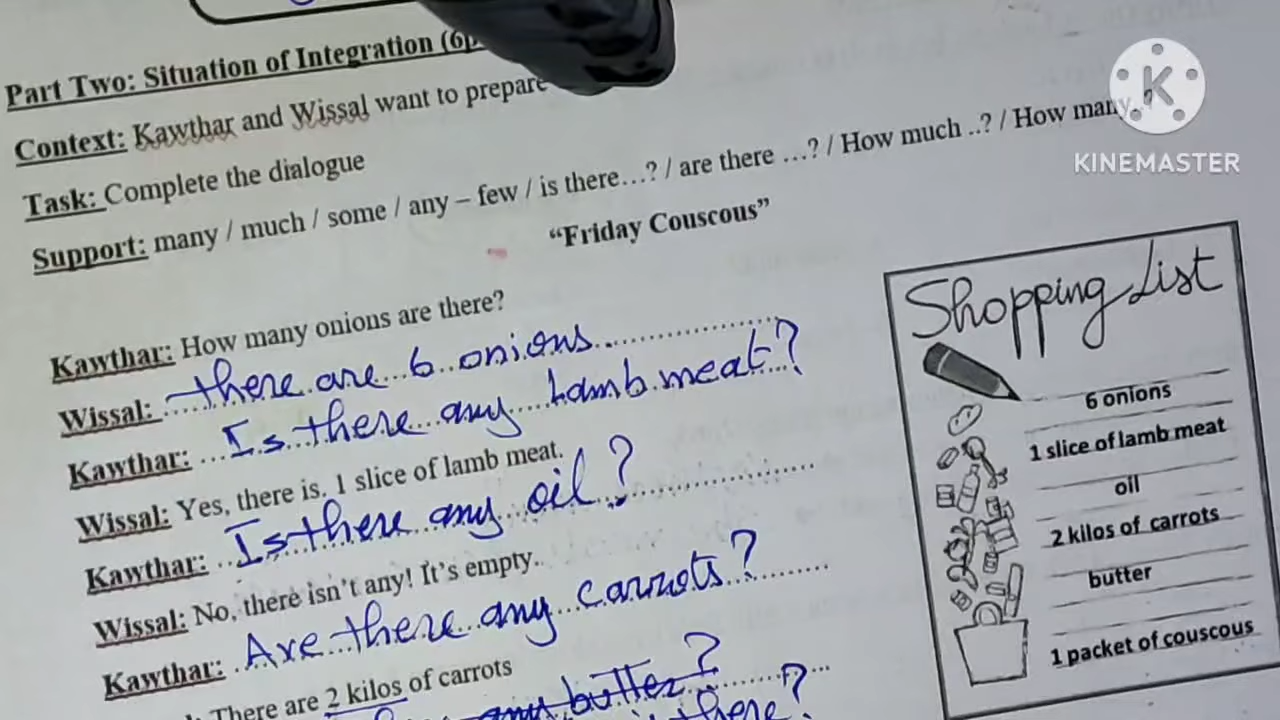 Part Two: Situation of Integration (6p
Context: Kawthar and Wissal want to prepare
Task: Complete the dialogue
Support: many / much / some / any – few / is there…? / are there …? / How much ..? / How many..?
"Friday Couscous"
Kawthar: How many onions are there?
Wissal: there are 6 onions
Kawthar: Is there any Lamb meat?
Wissal: Yes, there is, 1 slice of lamb meat.
Kawthar: Is there any oil?
Wissal: No, there isn't any! It's empty..
Kawthar: Are there any carrots?
There are 2 kilos of carrots
any butter?
there?
Shopping List
6 onions
1 slice of lamb meat
oil
2 kilos of carrots
butter
1 packet of couscous
K
KINEMASTER